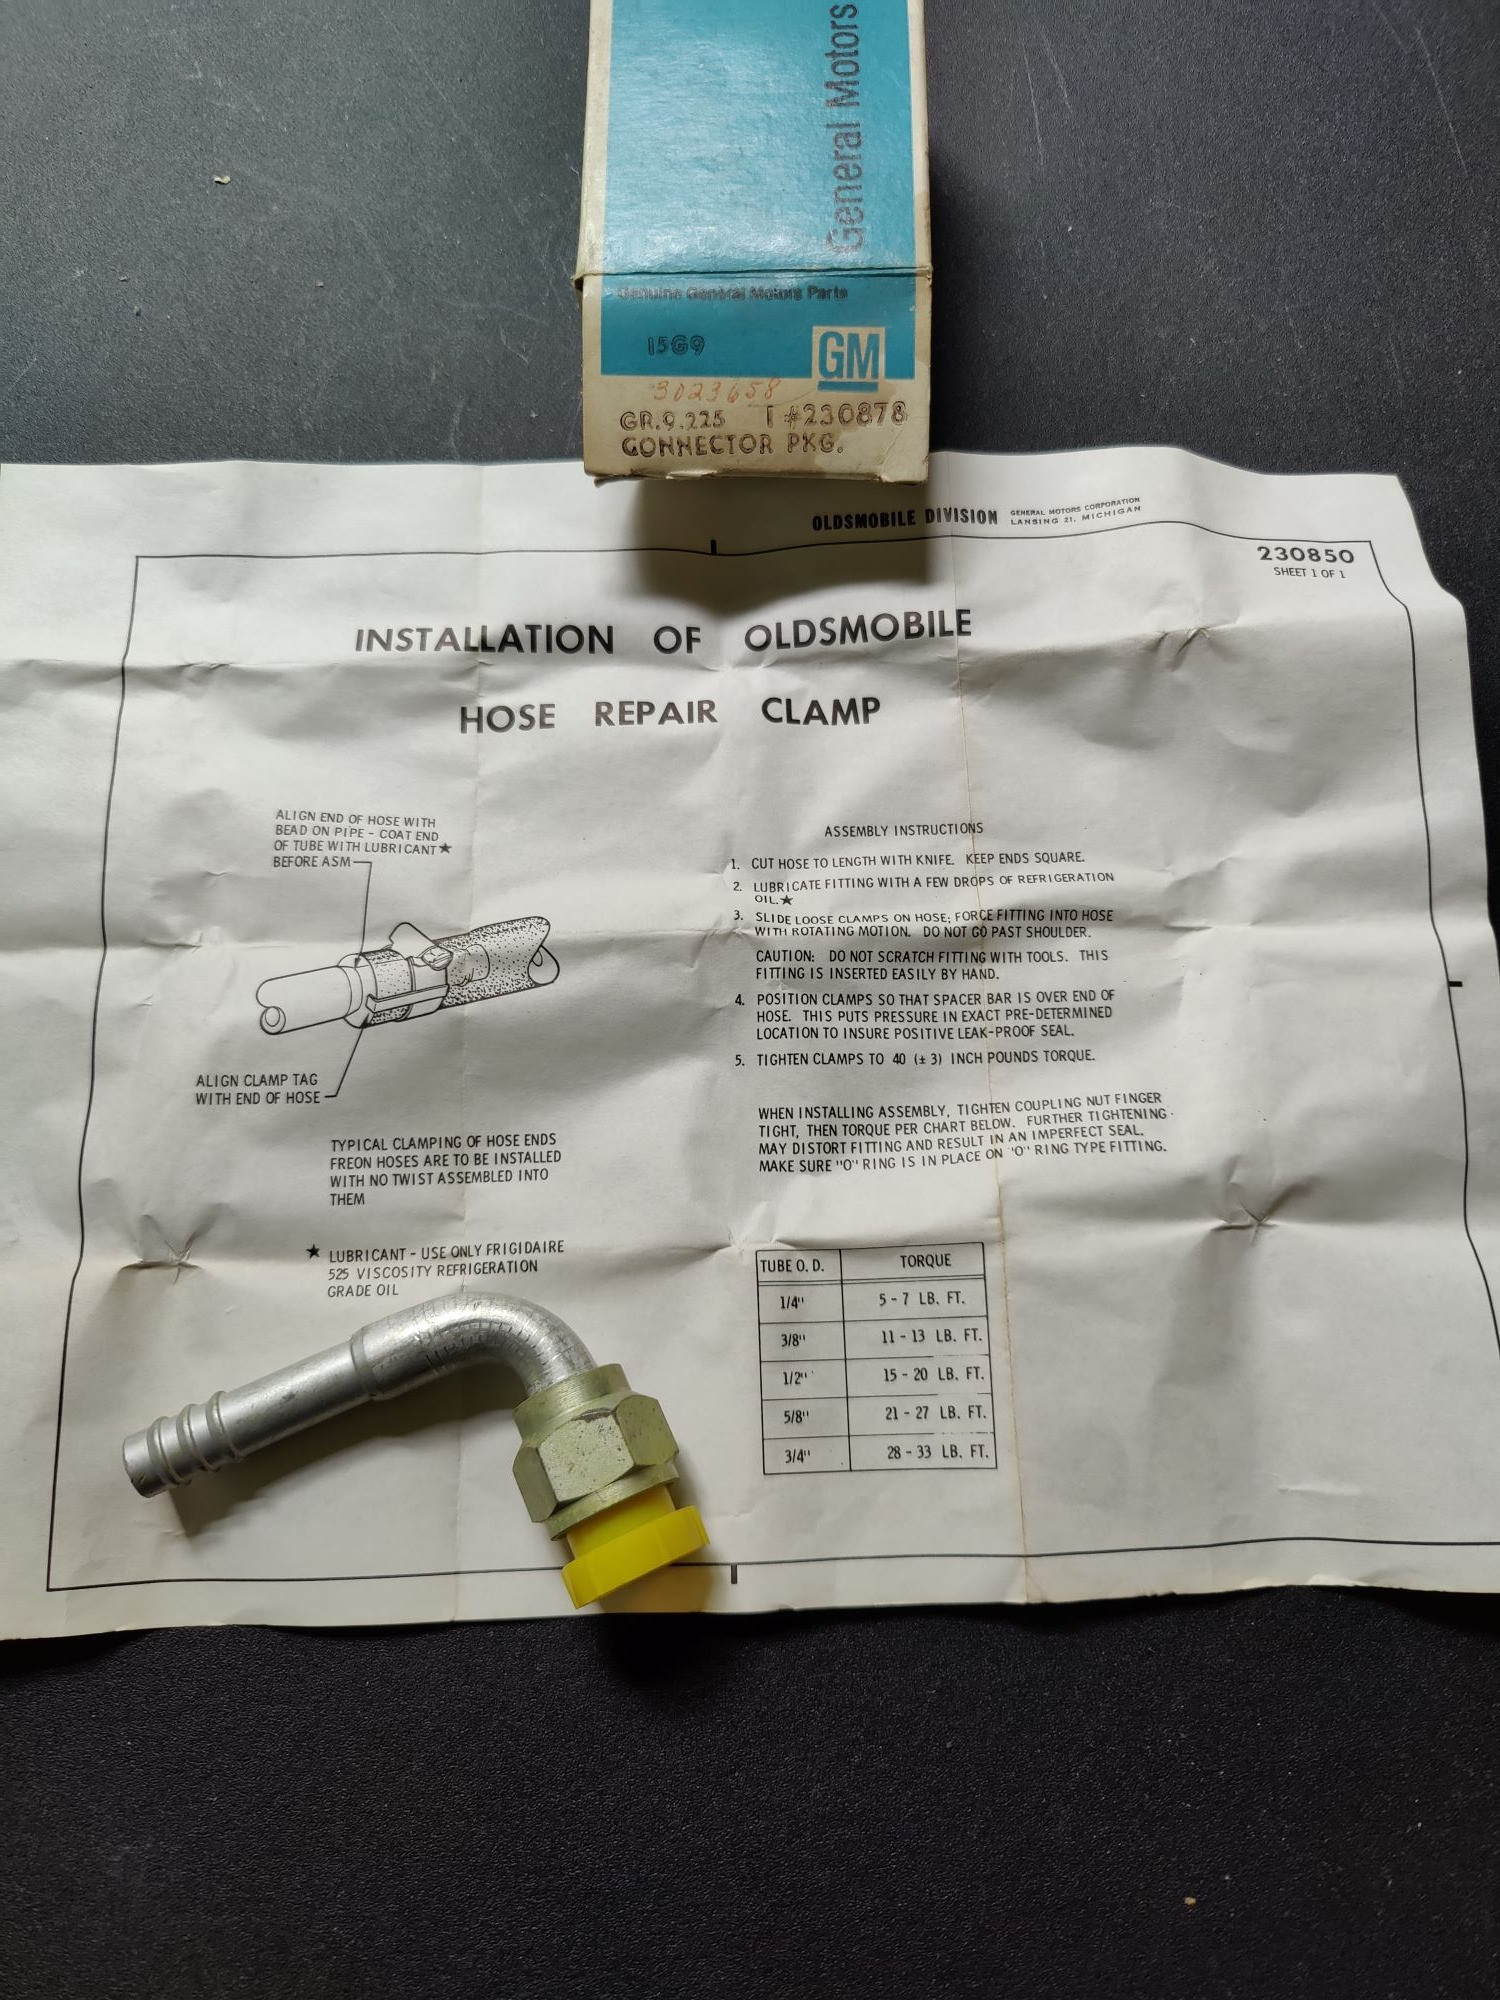 General Motors
Genuine General Motors Parts
15G9
GM
3023658
GR.9.225 1 #230878
CONNECTOR PKG.
OLDSMOBILE DIVISION
GENERAL MOTORS CORPORATION
LANSING 21, MICHIGAN
230850
SHEET 1 OF 1
INSTALLATION OF OLDSMOBILE
HOSE REPAIR CLAMP
ALIGN END OF HOSE WITH
BEAD ON PIPE - COAT END
OF TUBE WITH LUBRICANT★
BEFORE ASM
ALIGN CLAMP TAG
WITH END OF HOSE
TYPICAL CLAMPING OF HOSE ENDS
FREON HOSES ARE TO BE INSTALLED
WITH NO TWIST ASSEMBLED INTO
THEM
★ LUBRICANT - USE ONLY FRIGIDAIRE
525 VISCOSITY REFRIGERATION
GRADE OIL
ASSEMBLY INSTRUCTIONS
1. CUT HOSE TO LENGTH WITH KNIFE. KEEP ENDS SQUARE.
2. LUBRICATE FITTING WITH A FEW DROPS OF REFRIGERATION
OIL.★
3. SLIDE LOOSE CLAMPS ON HOSE; FORCE FITTING INTO HOSE
WITH ROTATING MOTION. DO NOT GO PAST SHOULDER.
CAUTION: DO NOT SCRATCH FITTING WITH TOOLS. THIS
FITTING IS INSERTED EASILY BY HAND.
4. POSITION CLAMPS SO THAT SPACER BAR IS OVER END OF
HOSE. THIS PUTS PRESSURE IN EXACT PRE-DETERMINED
LOCATION TO INSURE POSITIVE LEAK-PROOF SEAL.
5. TIGHTEN CLAMPS TO 40 (± 3) INCH POUNDS TORQUE.
WHEN INSTALLING ASSEMBLY, TIGHTEN COUPLING NUT FINGER
TIGHT, THEN TORQUE PER CHART BELOW. FURTHER TIGHTENING
MAY DISTORT FITTING AND RESULT IN AN IMPERFECT SEAL.
MAKE SURE "O" RING IS IN PLACE ON "O" RING TYPE FITTING.
TUBE O. D. TORQUE
1/4" 5 - 7 LB. FT.
3/8" 11 - 13 LB. FT.
1/2" 15 - 20 LB. FT.
5/8" 21 - 27 LB. FT.
3/4" 28 - 33 LB. FT.